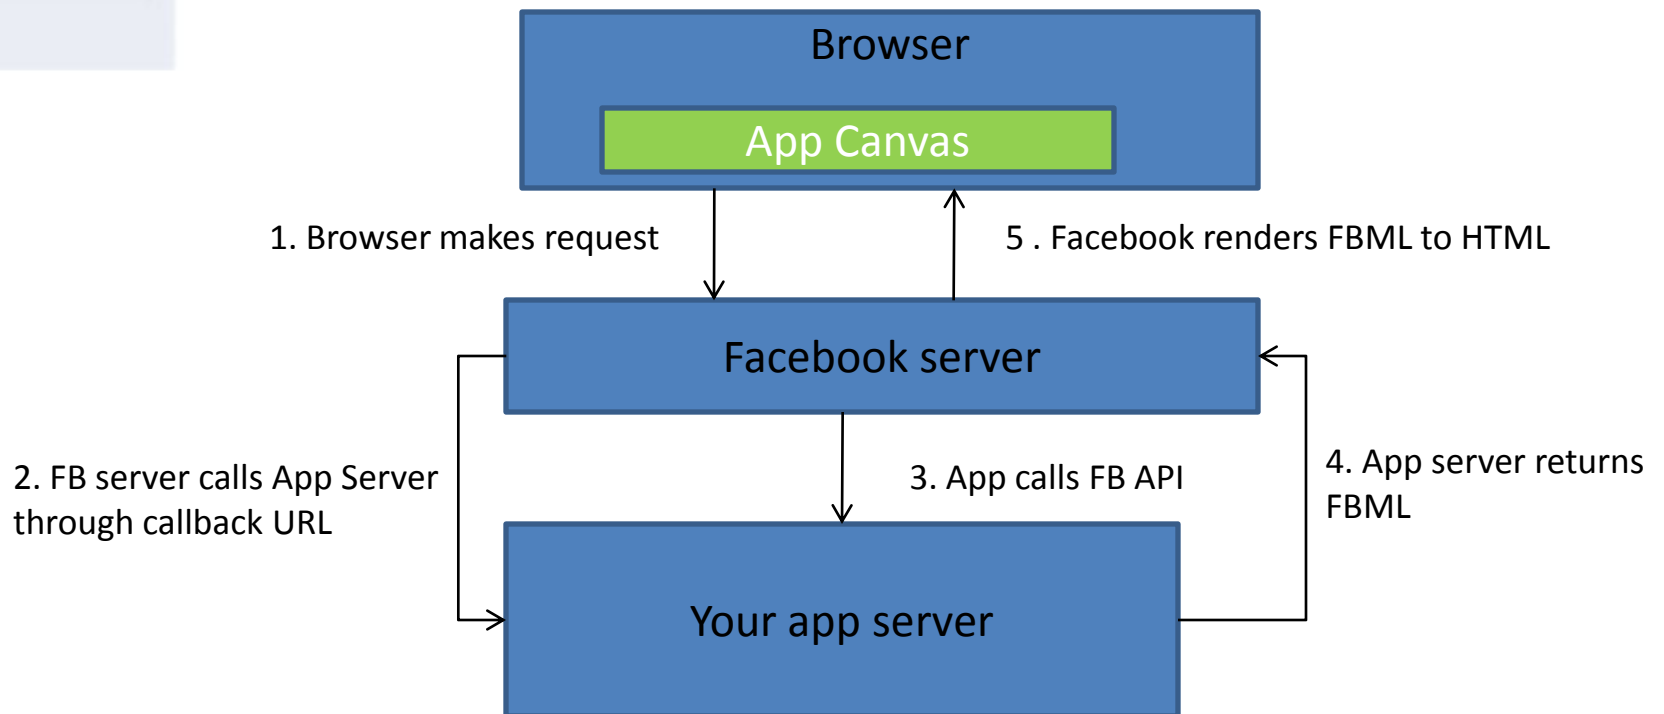 Browser
App Canvas
1. Browser makes request
5 . Facebook renders FBML to HTML
Facebook server
2. FB server calls App Server
through callback URL
3. App calls FB API
4. App server returns
FBML
Your app server